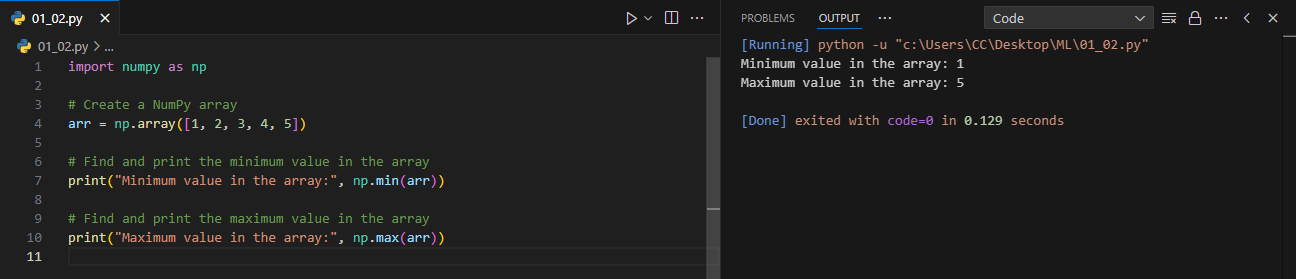 01_02.py
PROBLEMS OUTPUT ... Code
01_02.py > ...
1 import numpy as np
2
3 # Create a NumPy array
4 arr = np.array([1, 2, 3, 4, 5])
5
6 # Find and print the minimum value in the array
7 print("Minimum value in the array:", np.min(arr))
8
9 # Find and print the maximum value in the array
10 print("Maximum value in the array:", np.max(arr))
11
[Running] python -u "c:\Users\CC\Desktop\ML\01_02.py"
Minimum value in the array: 1
Maximum value in the array: 5
[Done] exited with code=0 in 0.129 seconds